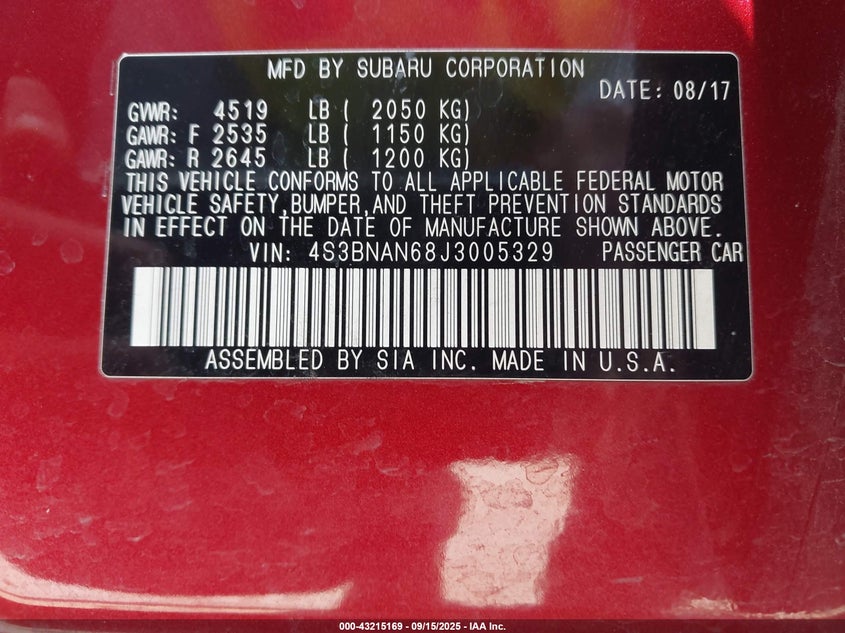 MFD BY SUBARU CORPORATION
DATE: 08/17
GVWR: 4519 LB ( 2050 KG)
GAWR: F 2535 LB ( 1150 KG)
GAWR: R 2645 LB ( 1200 KG)
THIS VEHICLE CONFORMS TO ALL APPLICABLE FEDERAL MOTOR
VEHICLE SAFETY,BUMPER,AND THEFT PREVENTION STANDARDS
IN EFFECT ON THE DATE OF MANUFACTURE SHOWN ABOVE.
VIN: 4S3BNAN68J3005329 PASSENGER CAR
ASSEMBLED BY SIA INC. MADE IN U.S.A.
000-43215169 - 09/15/2025 - IAA Inc.